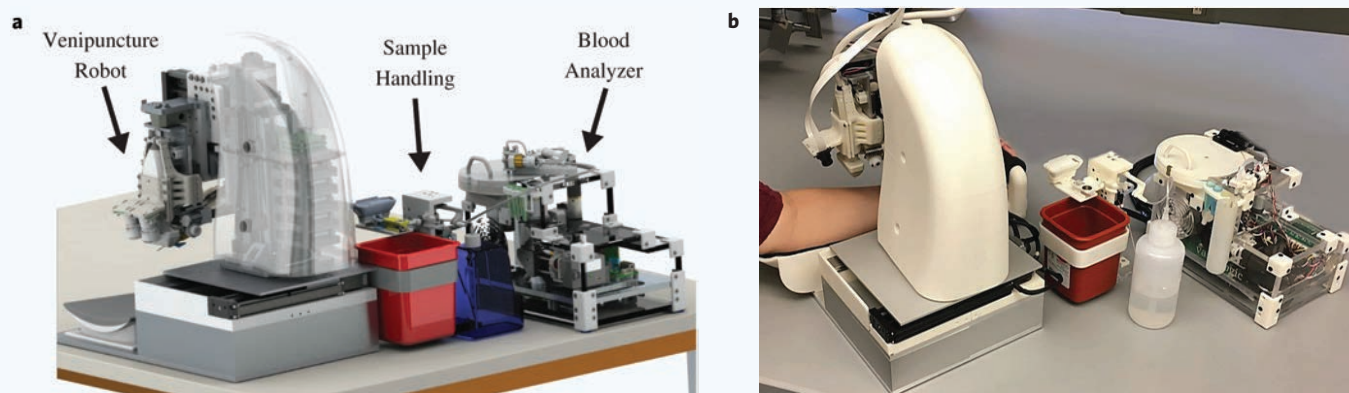 a
Venipuncture
Robot
Sample
Handling
Blood
Analyzer
b